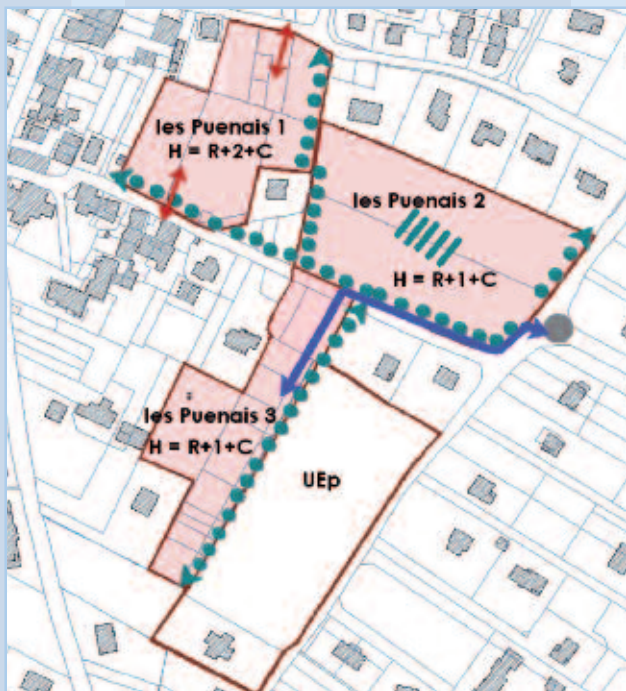 les Puenais 1
H = R+2+C
les Puenais 2
H = R+1+C
les Puenais 3
H = R+1+C
UEp